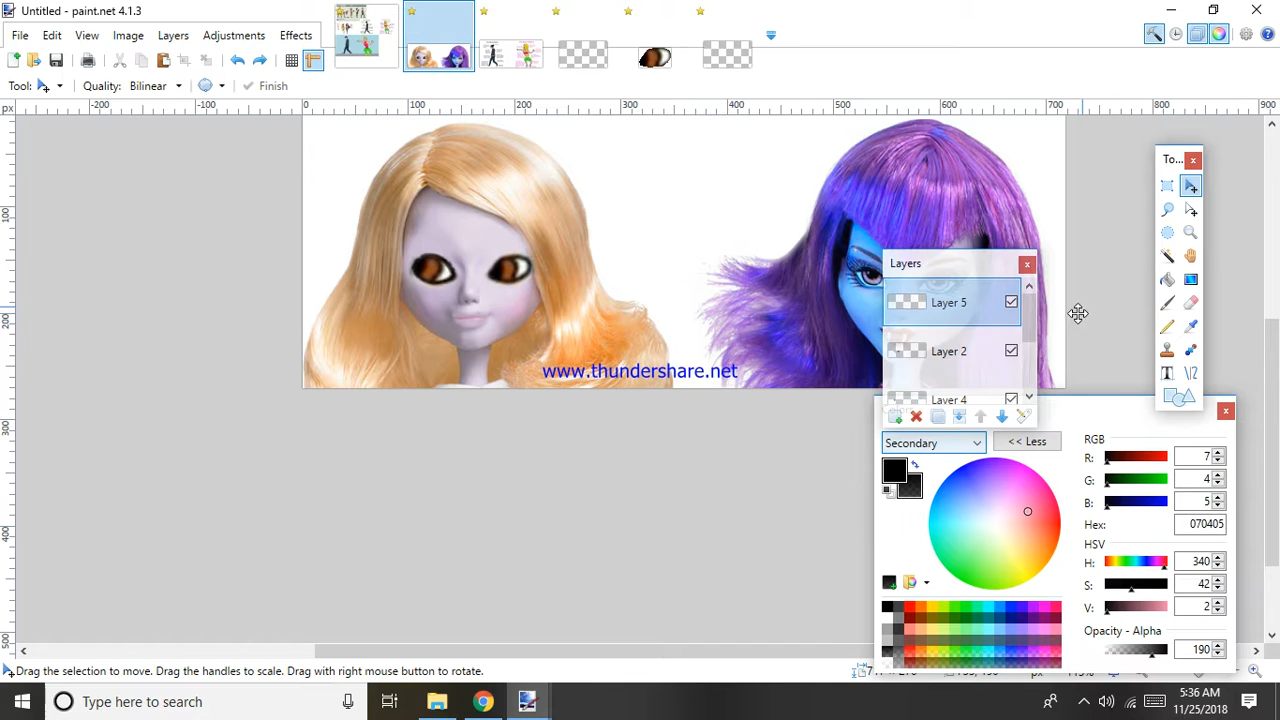 Untitled - paint.net 4.1.3
File Edit View Image Layers Adjustments Effects
Tool: Quality: Bilinear Finish
px -200 -100 0 100 200 300 400 500 600 700 800 900
100
200
300
400
500
To... x
Layers x
Layer 5
Layer 2
Layer 4
www.thundershare.net
x
Secondary << Less
RGB
R: 7
G: 4
B: 5
Hex: 070405
HSV
H: 340
S: 42
V: 2
Opacity - Alpha
190
Drag the selection to move. Drag the handles to scale. Drag with right mouse button to rotate.
px
Type here to search
5:36 AM
11/25/2018